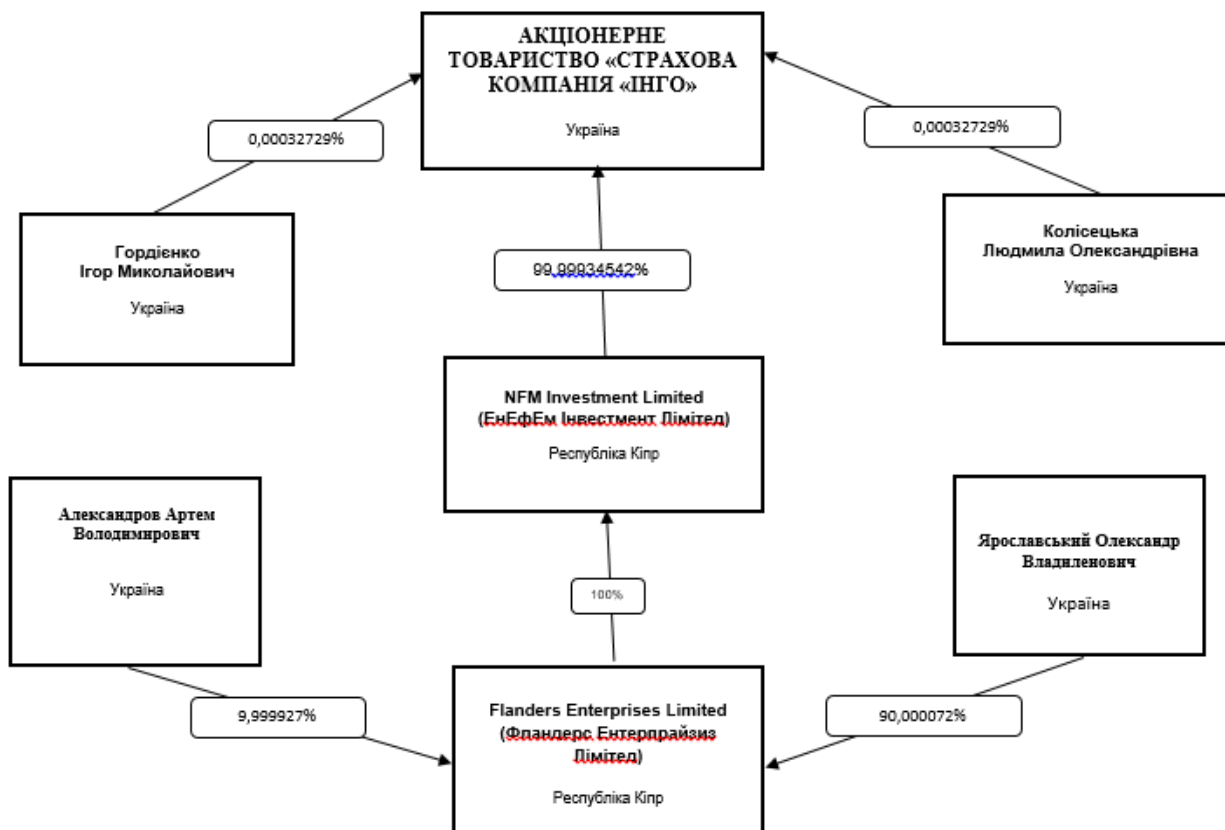 АКЦІОНЕРНЕ
ТОВАРИСТВО «СТРАХОВА
КОМПАНІЯ «ІНГО»
Україна
0,00032729%
0,00032729%
Гордієнко
Ігор Миколайович
Україна
Колісецька
Людмила Олександрівна
Україна
99,99934542%
NFM Investment Limited
(ЕнЕфЕм Інвестмент Лімітед)
Республіка Кіпр
Александров Артем
Володимирович
Україна
Ярославський Олександр
Владиленович
Україна
100%
9,999927%
90,000072%
Flanders Enterprises Limited
(Фландерс Ентерпрайзиз
Лімітед)
Республіка Кіпр